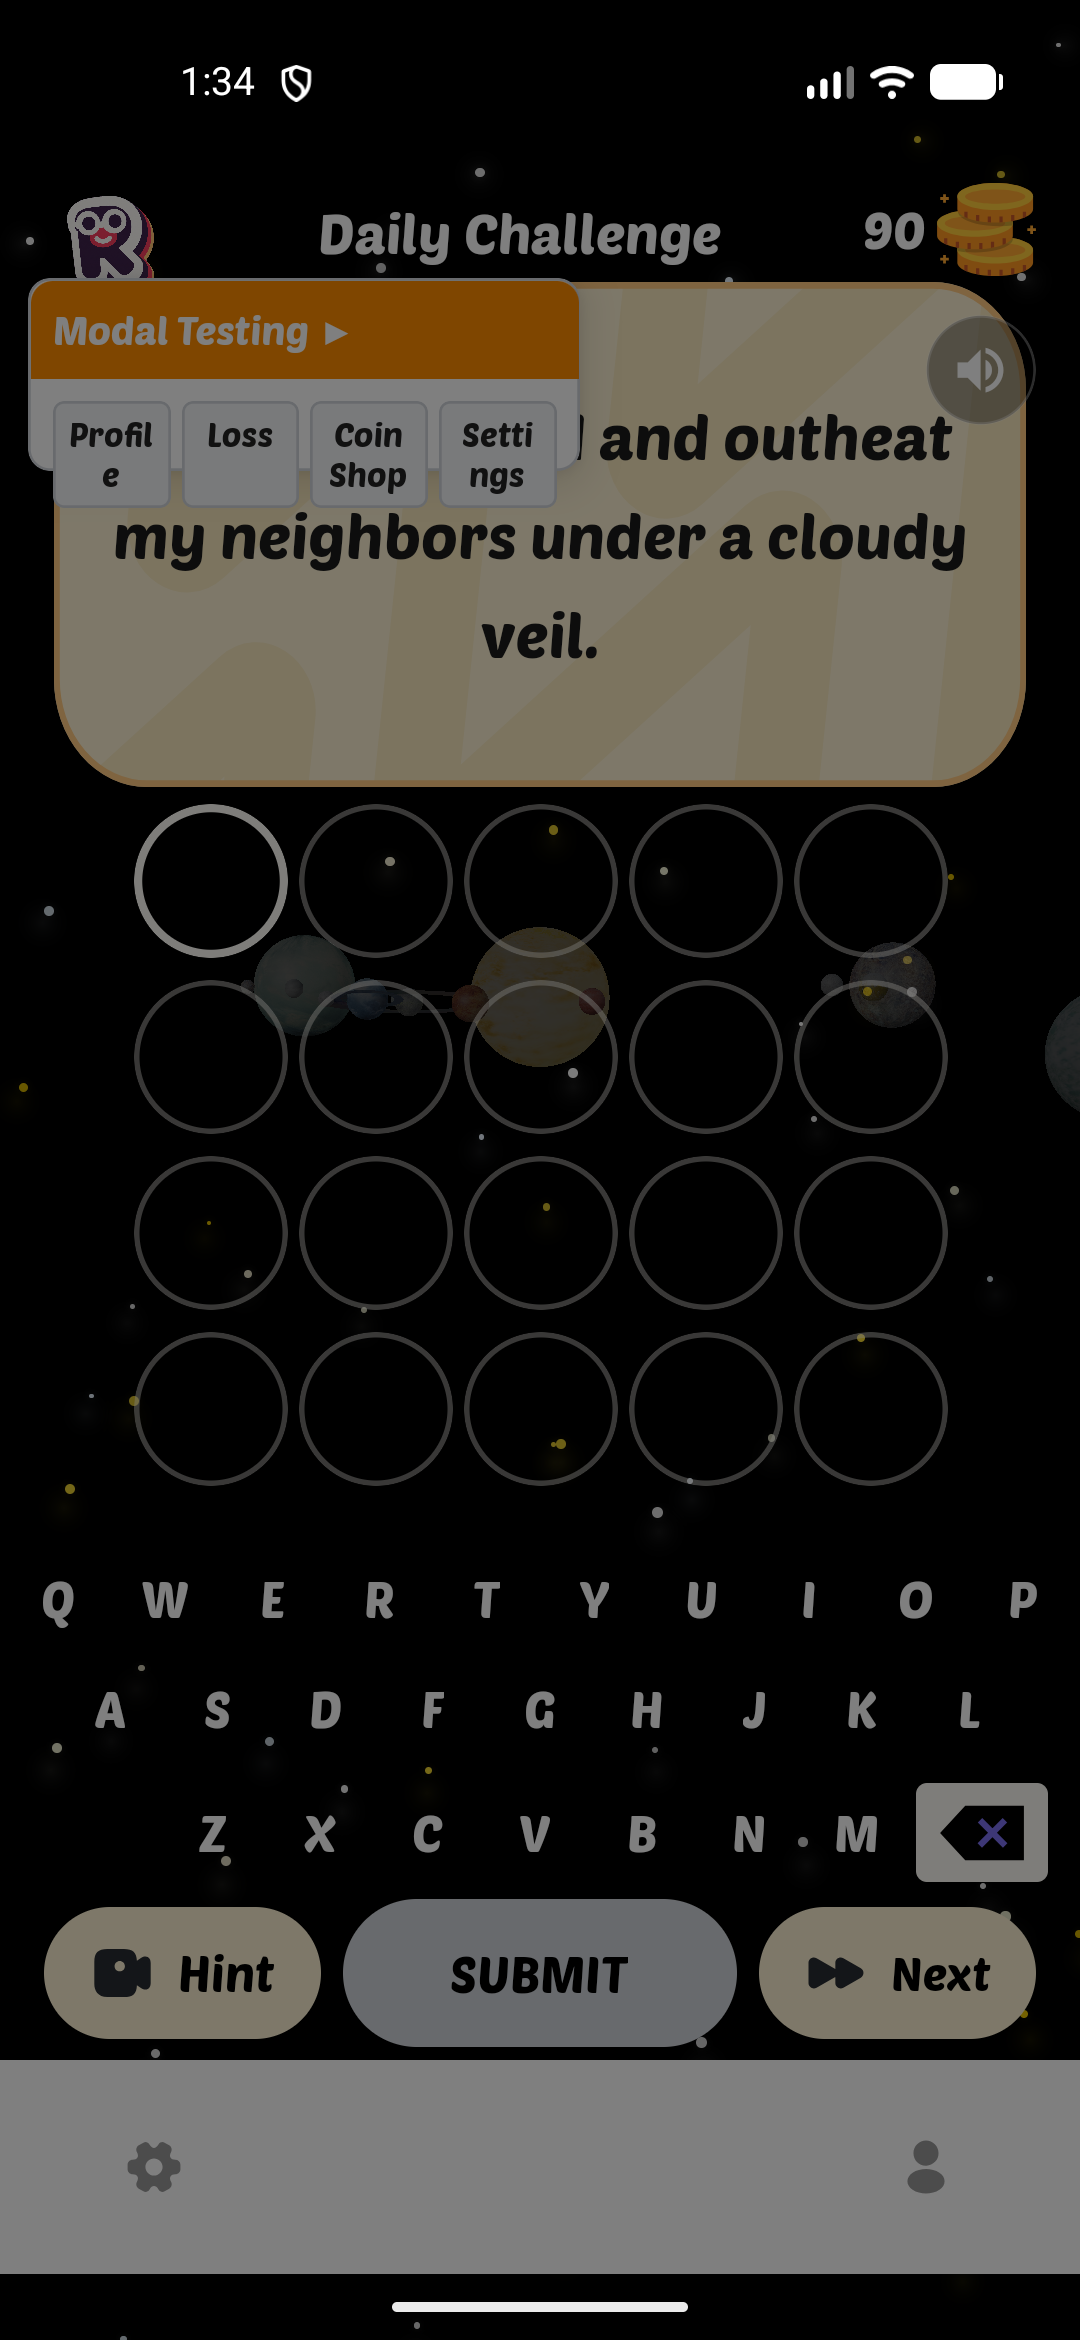 1:34
Daily Challenge
90
Modal Testing ▶
Profil
e
Loss
Coin
Shop
Setti
ngs
and outheat
my neighbors under a cloudy
veil.
Q W E R T Y U I O P
A S D F G H J K L
Z X C V B N M
Hint
SUBMIT
Next